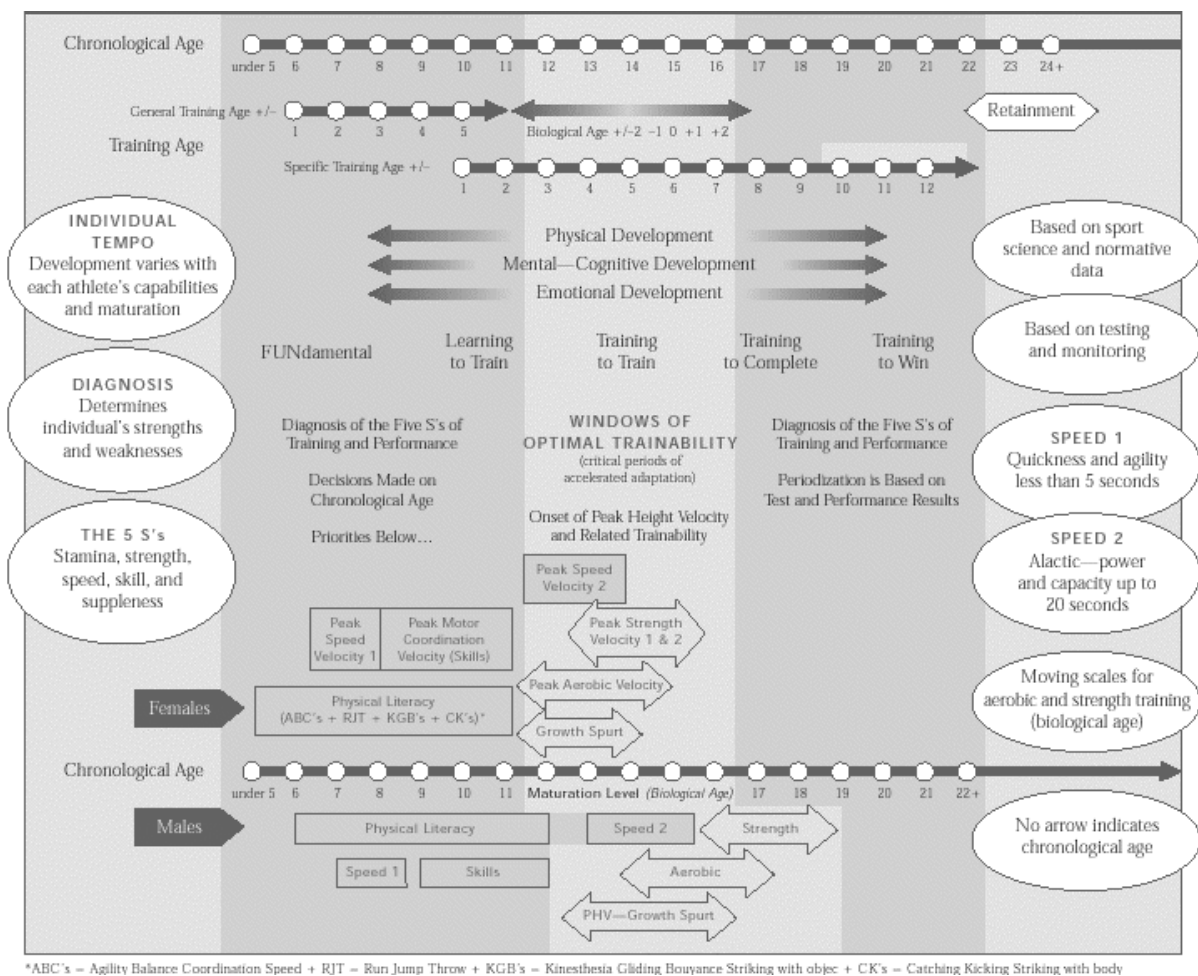 Chronological Age
under 5 6 7 8 9 10 11 12 13 14 15 16 17 18 19 20 21 22 23 24+
General Training Age +/-
1 2 3 4 5
Biological Age +/-2 -1 0 +1 +2
Retainment
Training Age
Specific Training Age +/-
1 2 3 4 5 6 7 8 9 10 11 12
INDIVIDUAL
TEMPO
Development varies with
each athlete's capabilities
and maturation
DIAGNOSIS
Determines
individual's strengths
and weaknesses
THE 5 S's
Stamina, strength,
speed, skill, and
suppleness
Physical Development
Mental—Cognitive Development
Emotional Development
FUNdamental
Learning
to Train
Training
to Train
Training
to Complete
Training
to Win
Diagnosis of the Five S's of
Training and Performance
Decisions Made on
Chronological Age
Priorities Below…
WINDOWS OF
OPTIMAL TRAINABILITY
(critical periods of
accelerated adaptation)
Onset of Peak Height Velocity
and Related Trainability
Diagnosis of the Five S's of
Training and Performance
Periodization is Based on
Test and Performance Results
Based on sport
science and normative
data
Based on testing
and monitoring
SPEED 1
Quickness and agility
less than 5 seconds
SPEED 2
Alactic—power
and capacity up to
20 seconds
Moving scales for
aerobic and strength training
(biological age)
No arrow indicates
chronological age
Peak Speed
Velocity 2
Peak
Speed
Velocity 1
Peak Motor
Coordination
Velocity (Skills)
Peak Strength
Velocity 1 & 2
Peak Aerobic Velocity
Females
Physical Literacy
(ABC's + RJT + KGB's + CK's)*
Growth Spurt
Chronological Age
under 5 6 7 8 9 10 11 Maturation Level (Biological Age) 17 18 19 20 21 22+
Males
Physical Literacy
Speed 2
Strength
Speed 1
Skills
Aerobic
PHV—Growth Spurt
*ABC's = Agility Balance Coordination Speed + RJT = Run Jump Throw + KGB's = Kinesthesia Gliding Bouyance Striking with objec + CK's = Catching Kicking Striking with body